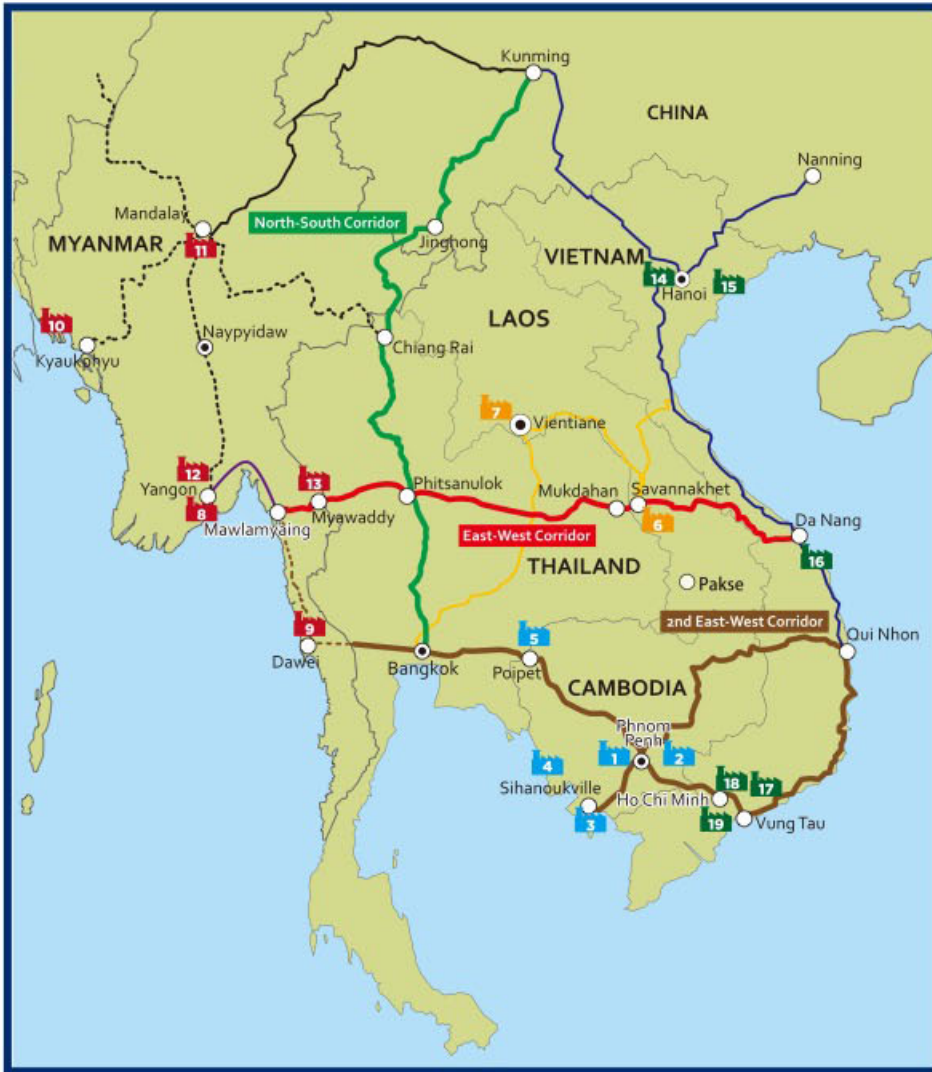 Kunming
CHINA
Nanning
Mandalay
North-South Corridor
MYANMAR
11
Jinghong
VIETNAM
14
15
Hanoi
10
LAOS
Naypyidaw
Kyaukphyu
Chiang Rai
7
Vientiane
12
13
Phitsanulok
Mukdahan
Savannakhet
Yangon
8
Myawaddy
6
Mawlamyaing
East-West Corridor
Da Nang
16
THAILAND
Pakse
9
2nd East-West Corridor
5
Qui Nhon
Dawei
Bangkok
Poipet
CAMBODIA
Phnom
Penh
1
2
4
Sihanoukville
18
17
Ho Chi Minh
3
19
Vung Tau